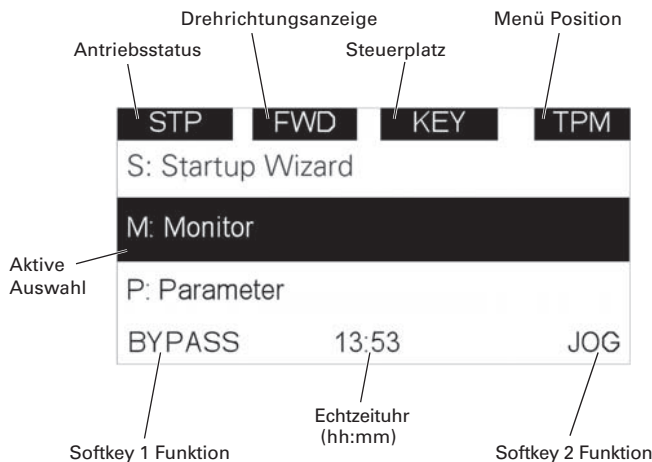 Drehrichtungsanzeige
Menü Position
Antriebsstatus
Steuerplatz
STP FWD KEY TPM
S: Startup Wizard
M: Monitor
Aktive
Auswahl
P: Parameter
BYPASS 13:53 JOG
Echtzeituhr
(hh:mm)
Softkey 1 Funktion
Softkey 2 Funktion